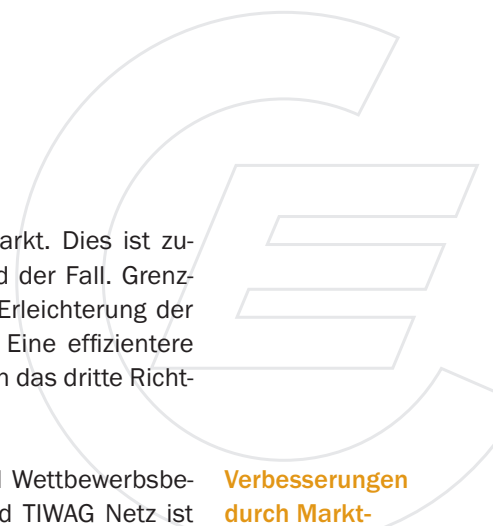 arkt. Dies ist zu-
d der Fall. Grenz-
Erleichterung der
Eine effizientere
n das dritte Richt-
l Wettbewerbsbe-
d TIWAG Netz ist
Verbesserungen
durch Markt-